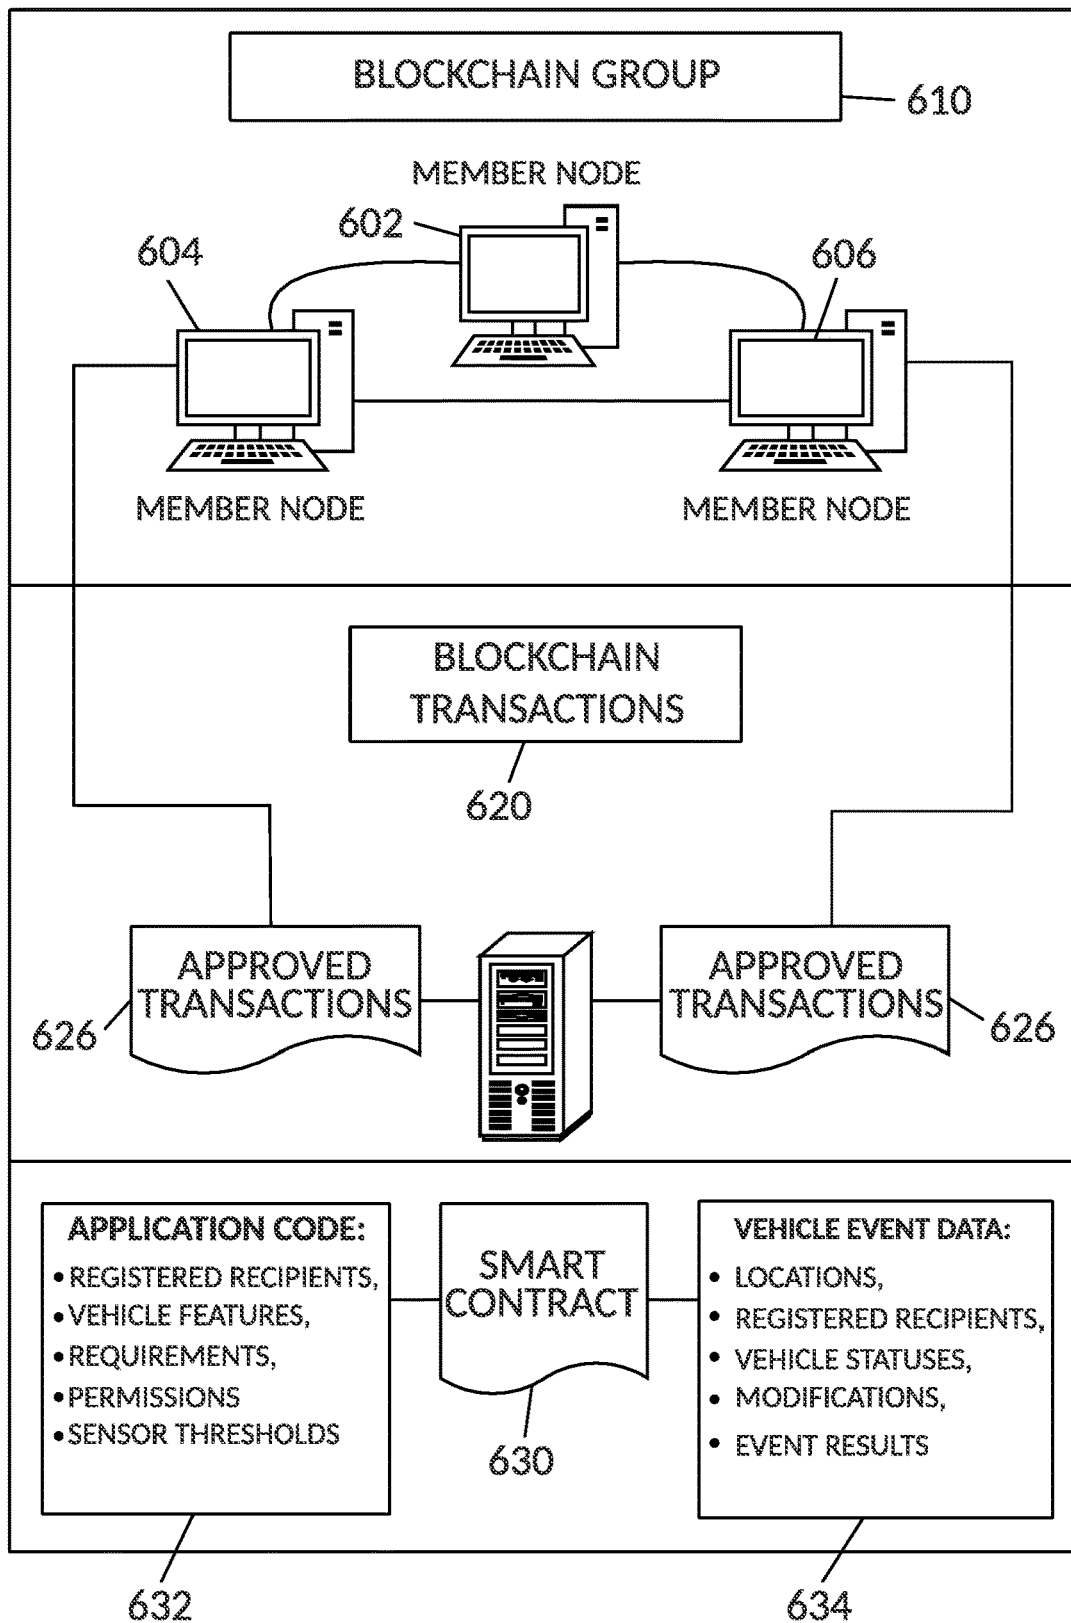 BLOCKCHAIN GROUP
610
MEMBER NODE
602
604
606
MEMBER NODE
MEMBER NODE
BLOCKCHAIN
TRANSACTIONS
620
APPROVED
TRANSACTIONS
626
APPROVED
TRANSACTIONS
626
APPLICATION CODE:
• REGISTERED RECIPIENTS,
• VEHICLE FEATURES,
• REQUIREMENTS,
• PERMISSIONS
• SENSOR THRESHOLDS
632
SMART
CONTRACT
630
VEHICLE EVENT DATA:
• LOCATIONS,
• REGISTERED RECIPIENTS,
• VEHICLE STATUSES,
• MODIFICATIONS,
• EVENT RESULTS
634